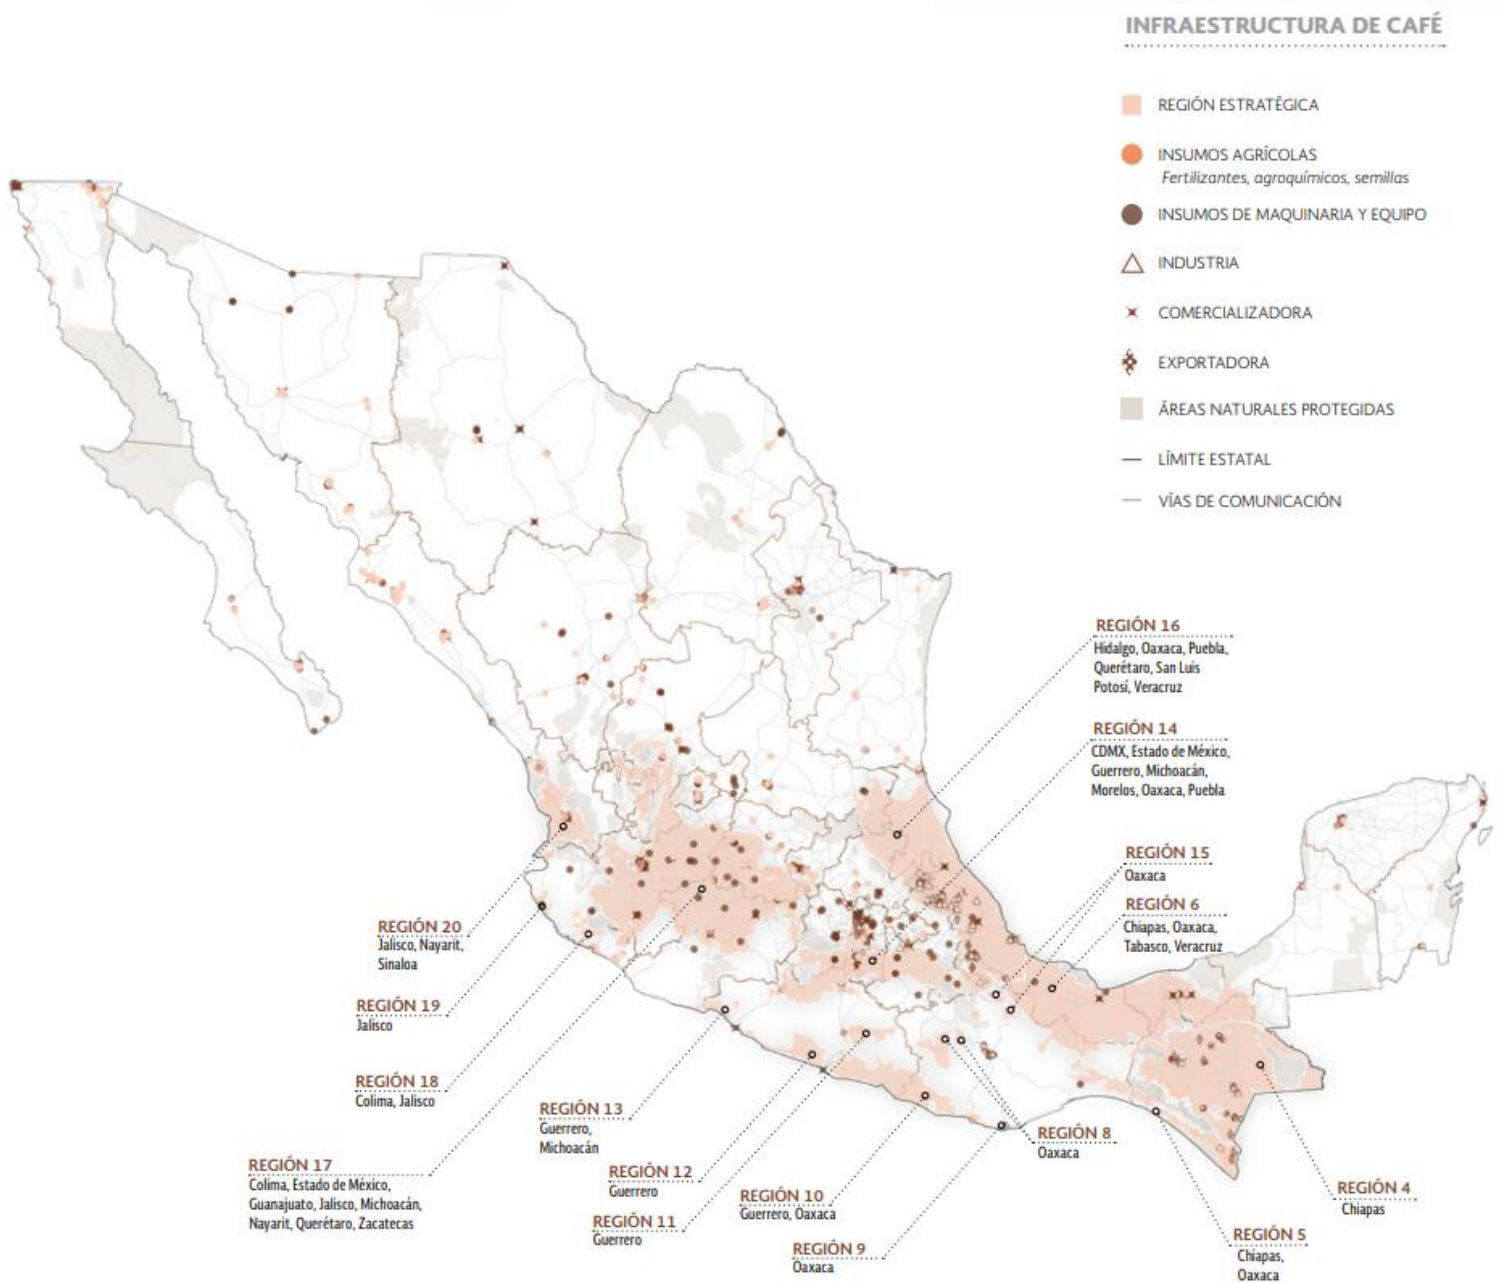 INFRAESTRUCTURA DE CAFÉ
REGIÓN ESTRATÉGICA
INSUMOS AGRÍCOLAS
Fertilizantes, agroquímicos, semillas
INSUMOS DE MAQUINARIA Y EQUIPO
INDUSTRIA
COMERCIALIZADORA
EXPORTADORA
ÁREAS NATURALES PROTEGIDAS
LÍMITE ESTATAL
VÍAS DE COMUNICACIÓN
REGIÓN 16
Hidalgo, Oaxaca, Puebla,
Querétaro, San Luis
Potosí, Veracruz
REGIÓN 14
CDMX, Estado de México,
Guerrero, Michoacán,
Morelos, Oaxaca, Puebla
REGIÓN 15
Oaxaca
REGIÓN 6
Chiapas, Oaxaca,
Tabasco, Veracruz
REGIÓN 20
Jalisco, Nayarit,
Sinaloa
REGIÓN 19
Jalisco
REGIÓN 18
Colima, Jalisco
REGIÓN 17
Colima, Estado de México,
Guanajuato, Jalisco, Michoacán,
Nayarit, Querétaro, Zacatecas
REGIÓN 13
Guerrero,
Michoacán
REGIÓN 12
Guerrero
REGIÓN 11
Guerrero
REGIÓN 10
Guerrero, Oaxaca
REGIÓN 9
Oaxaca
REGIÓN 8
Oaxaca
REGIÓN 4
Chiapas
REGIÓN 5
Chiapas,
Oaxaca